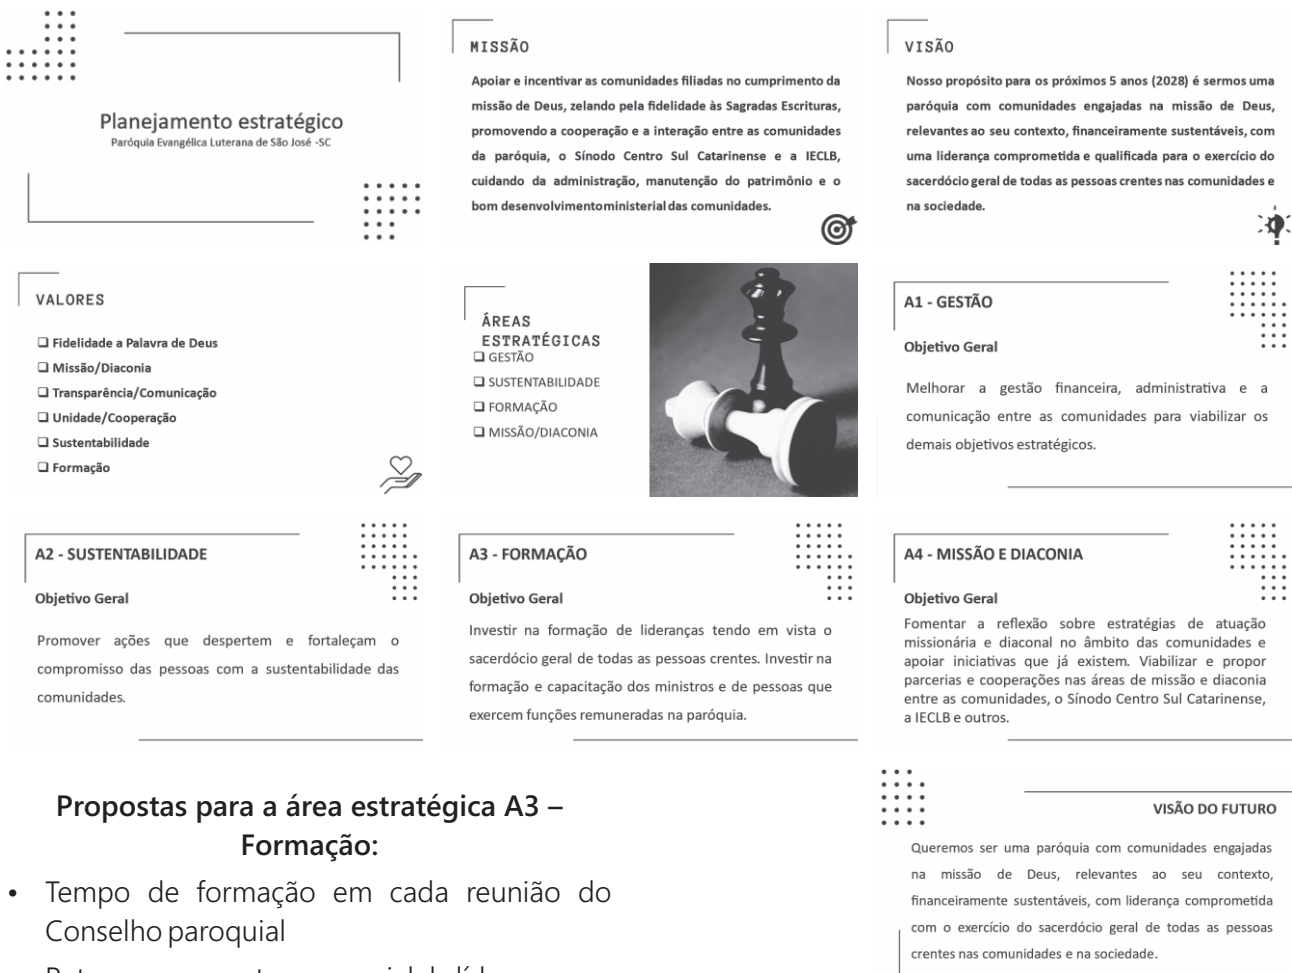 Planejamento estratégico
Paróquia Evangélica Luterana de São José -SC
MISSÃO
Apoiar e incentivar as comunidades filiadas no cumprimento da
missão de Deus, zelando pela fidelidade às Sagradas Escrituras,
promovendo a cooperação e a interação entre as comunidades
da paróquia, o Sínodo Centro Sul Catarinense e a IECLB,
cuidando da administração, manutenção do patrimônio e o
bom desenvolvimento ministerial das comunidades.
VISÃO
Nosso propósito para os próximos 5 anos (2028) é sermos uma
paróquia com comunidades engajadas na missão de Deus,
relevantes ao seu contexto, financeiramente sustentáveis, com
uma liderança comprometida e qualificada para o exercício do
sacerdócio geral de todas as pessoas crentes nas comunidades e
na sociedade.
VALORES
❑ Fidelidade a Palavra de Deus
❑ Missão/Diaconia
❑ Transparência/Comunicação
❑ Unidade/Cooperação
❑ Sustentabilidade
❑ Formação
ÁREAS
ESTRATÉGICAS
❑ GESTÃO
❑ SUSTENTABILIDADE
❑ FORMAÇÃO
❑ MISSÃO/DIACONIA
A1 - GESTÃO
Objetivo Geral
Melhorar a gestão financeira, administrativa e a
comunicação entre as comunidades para viabilizar os
demais objetivos estratégicos.
A2 - SUSTENTABILIDADE
Objetivo Geral
Promover ações que despertem e fortaleçam o
compromisso das pessoas com a sustentabilidade das
comunidades.
A3 - FORMAÇÃO
Objetivo Geral
Investir na formação de lideranças tendo em vista o
sacerdócio geral de todas as pessoas crentes. Investir na
formação e capacitação dos ministros e de pessoas que
exercem funções remuneradas na paróquia.
A4 - MISSÃO E DIACONIA
Objetivo Geral
Fomentar a reflexão sobre estratégias de atuação
missionária e diaconal no âmbito das comunidades e
apoiar iniciativas que já existem. Viabilizar e propor
parcerias e cooperações nas áreas de missão e diaconia
entre as comunidades, o Sínodo Centro Sul Catarinense,
a IECLB e outros.
Propostas para a área estratégica A3 –
Formação:
• Tempo de formação em cada reunião do
Conselho paroquial
VISÃO DO FUTURO
Queremos ser uma paróquia com comunidades engajadas
na missão de Deus, relevantes ao seu contexto,
financeiramente sustentáveis, com liderança comprometida
com o exercício do sacerdócio geral de todas as pessoas
crentes nas comunidades e na sociedade.